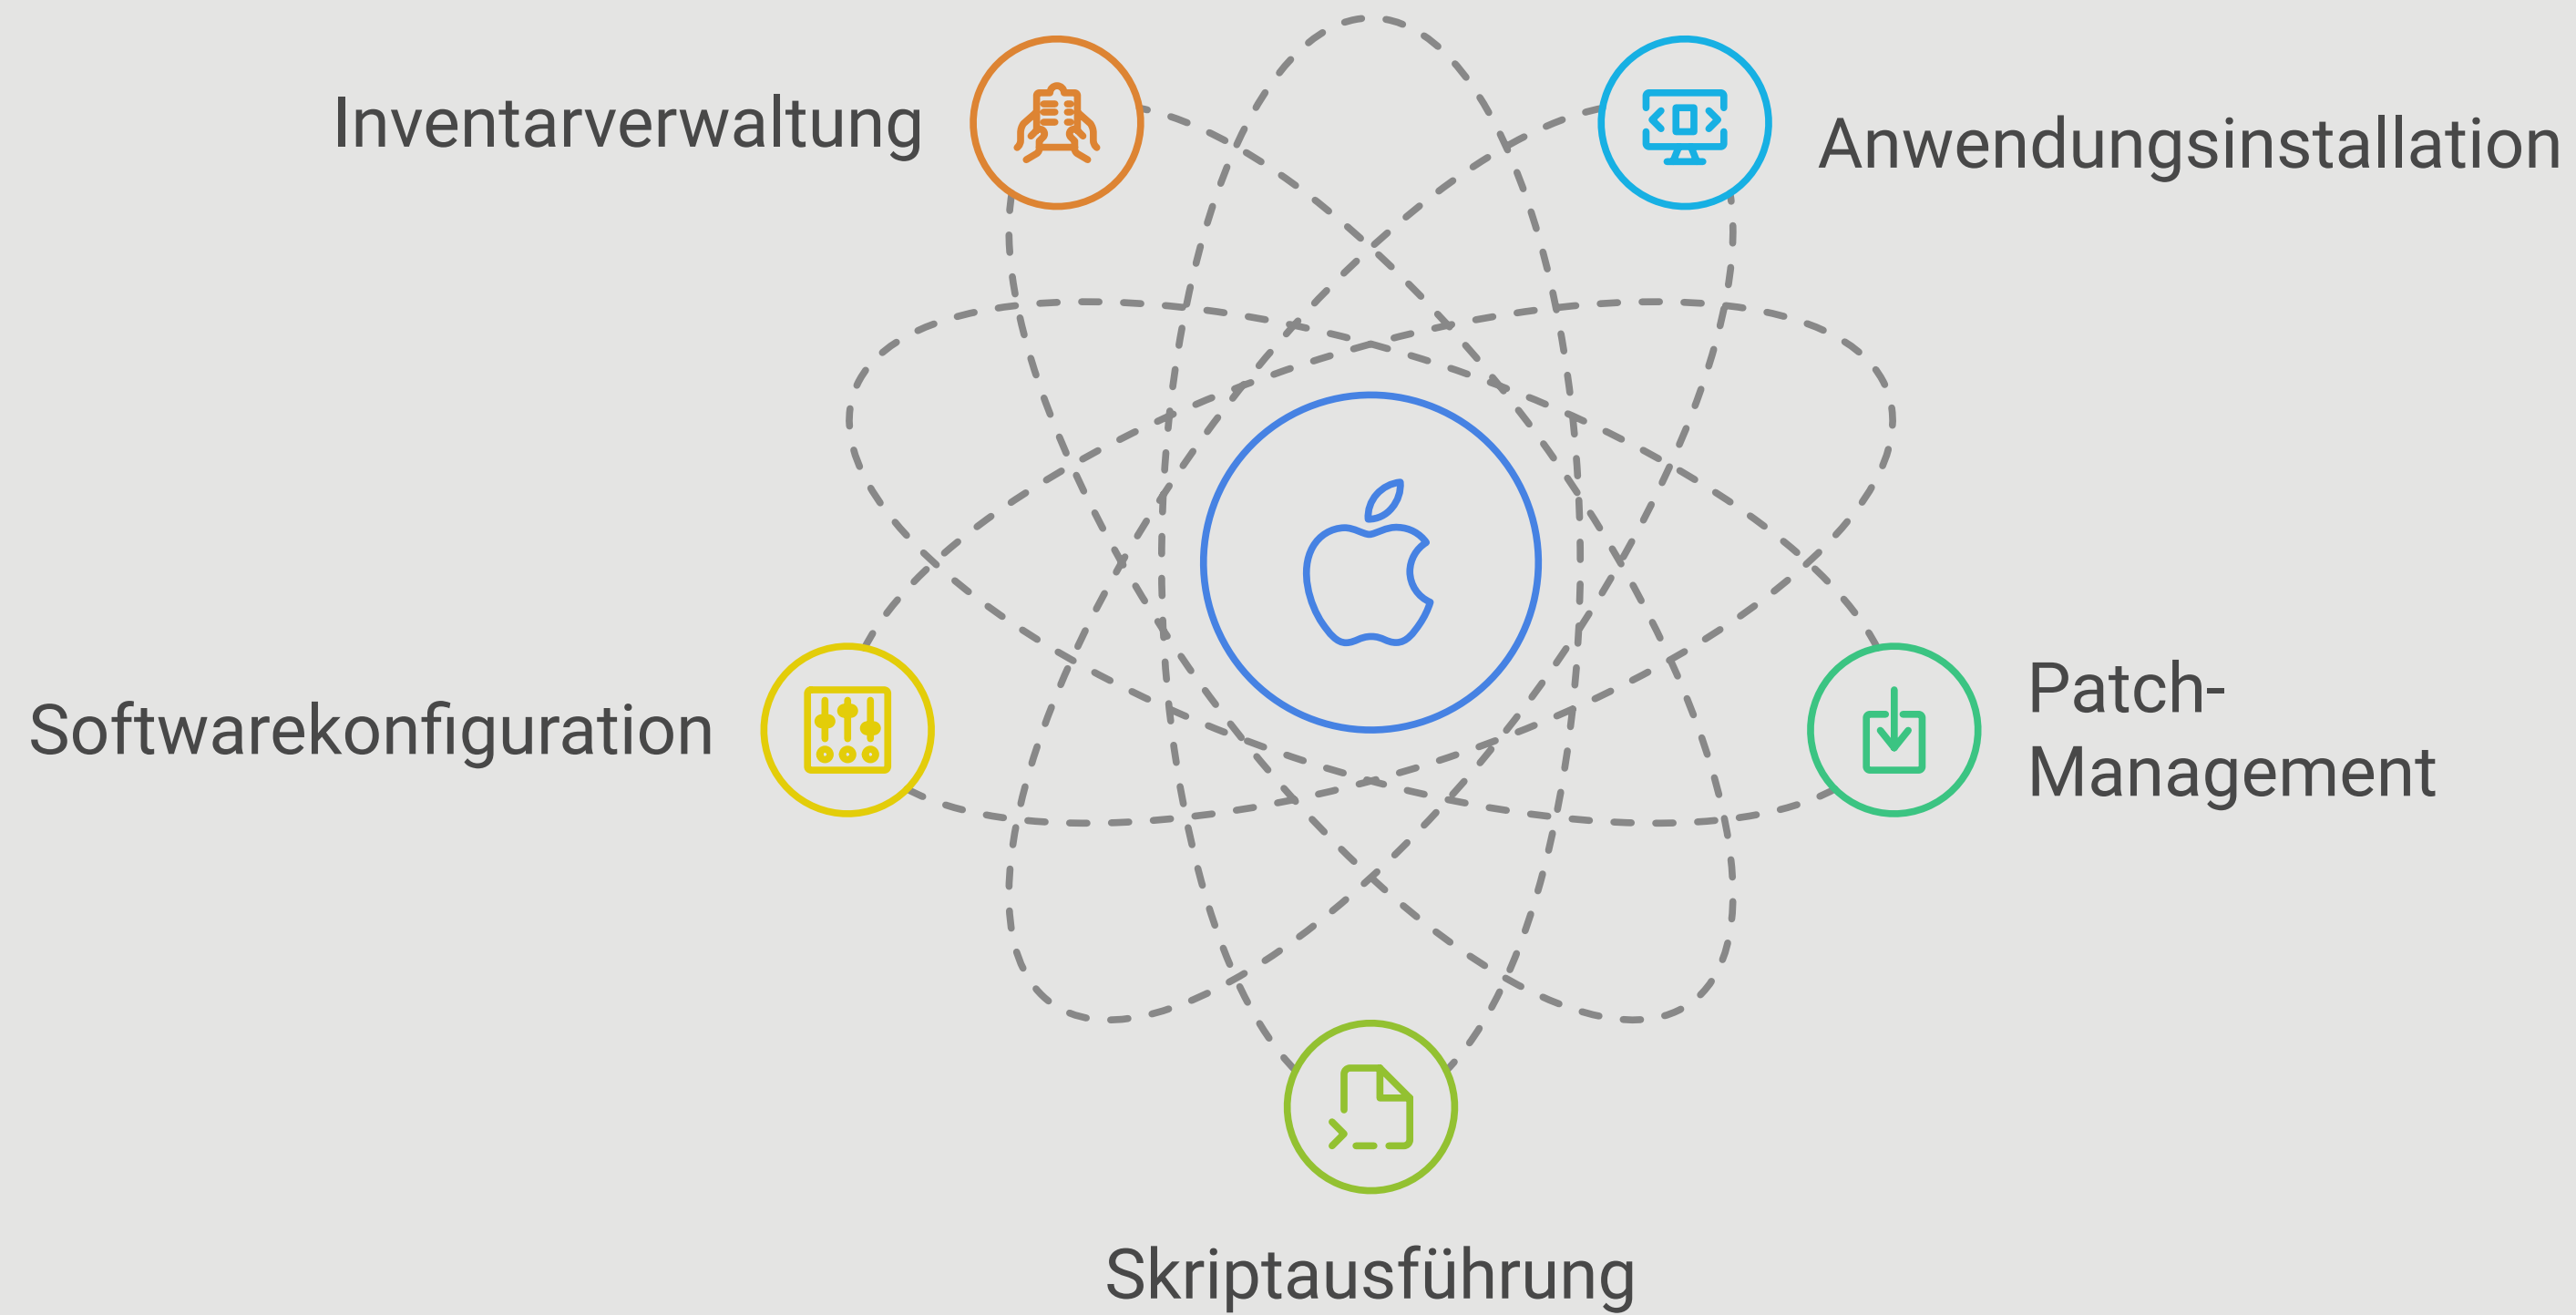 Inventarverwaltung
Anwendungsinstallation
Softwarekonfiguration
Patch-
Management
Skriptausführung